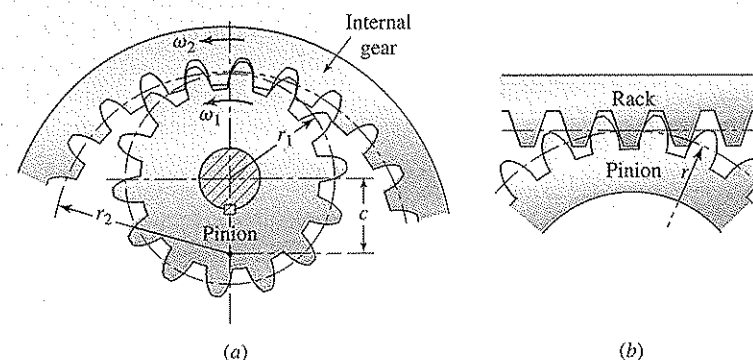 Internal
gear
ω₂
ω₁
r₁
r₂
c
Pinion
(a)
Rack
Pinion
r
(b)